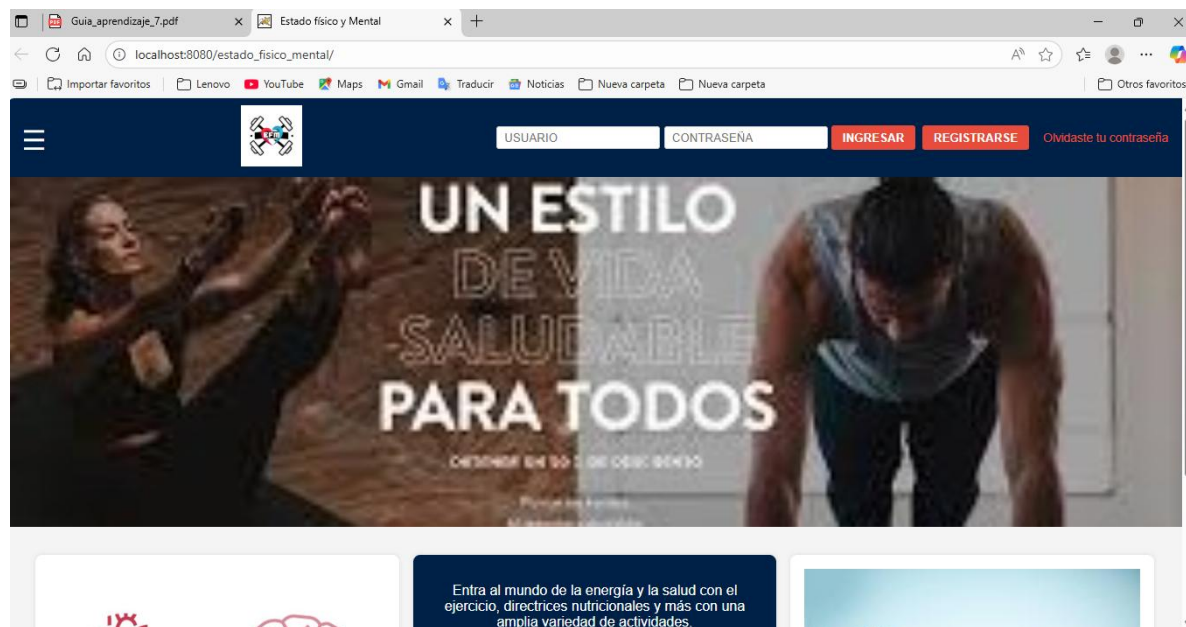 Guia_aprendizaje_7.pdf
Estado físico y Mental
localhost:8080/estado_fisico_mental/
Importar favoritos
Lenovo
YouTube
Maps
Gmail
Traducir
Noticias
Nueva carpeta
Nueva carpeta
Otros favoritos
EFM
USUARIO
CONTRASEÑA
INGRESAR
REGISTRARSE
Olvidaste tu contraseña
UN ESTILO
DE VIDA
SALUDABLE
PARA TODOS
Entra al mundo de la energía y la salud con el
ejercicio, directrices nutricionales y más con una
amplia variedad de actividades.